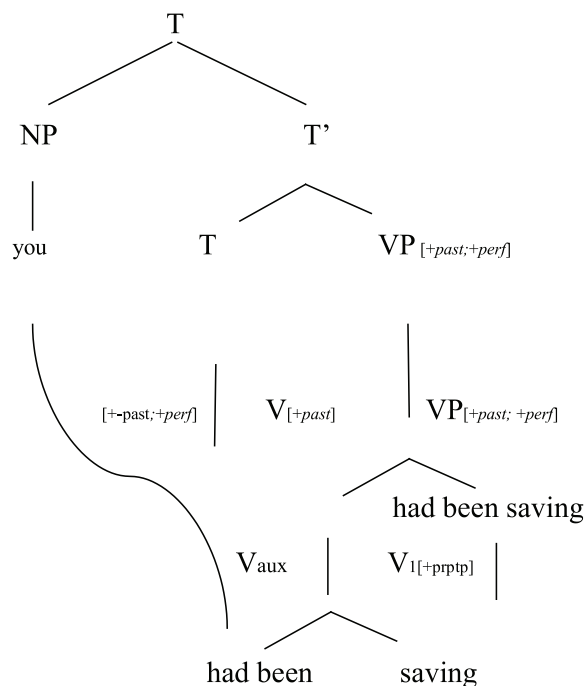 T
NP T’
you T VP [+past;+perf]
[+-past;+perf] V[+past] VP[+past; +perf]
had been saving
Vaux V1[+prptp]
had been saving